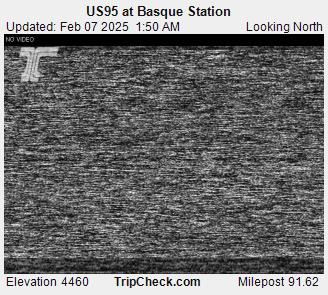 US95 at Basque Station
Updated: Feb 07 2025 1:50 AM Looking North
NO VIDEO
T
Elevation 4460 TripCheck.com Milepost 91.62